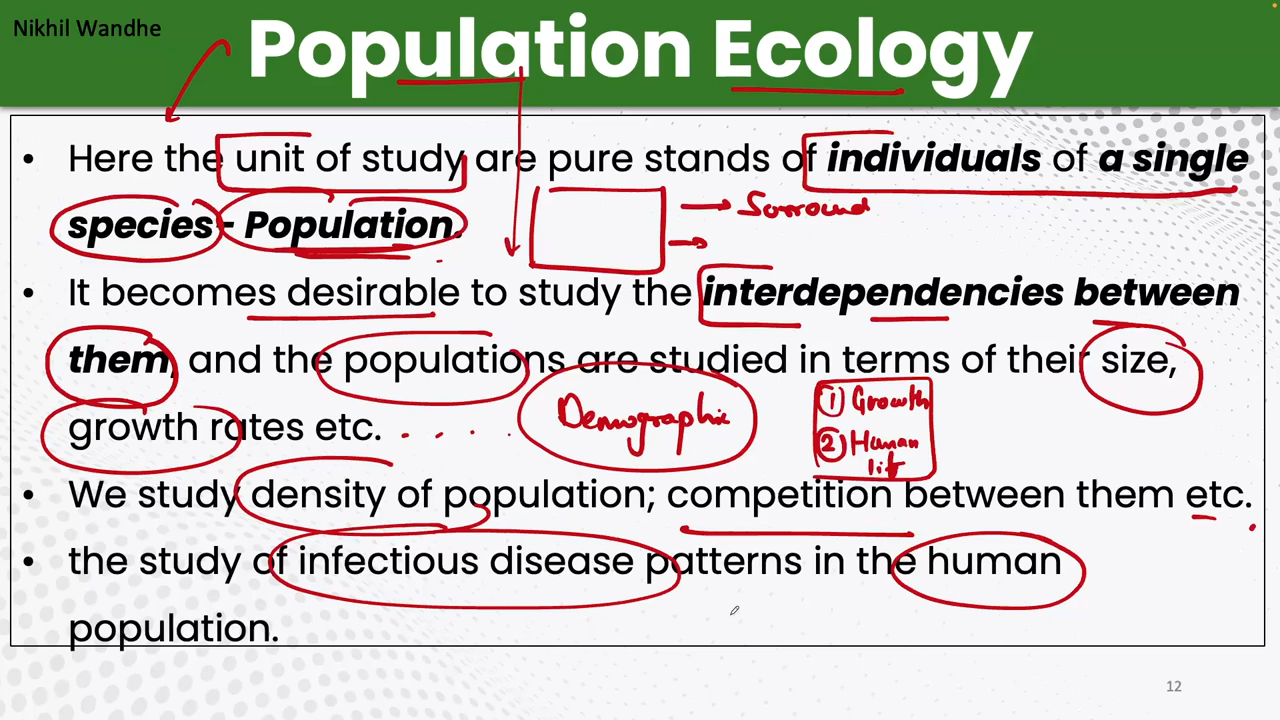 Nikhil Wandhe
Population Ecology
• Here the unit of study are pure stands of individuals of a single
species- Population.
Surround
• It becomes desirable to study the interdependencies between
them, and the populations are studied in terms of their size,
growth rates etc. . . . .
Demographic
① Growth
② Human
life
• We study density of population; competition between them etc.
• the study of infectious disease patterns in the human
population.
12